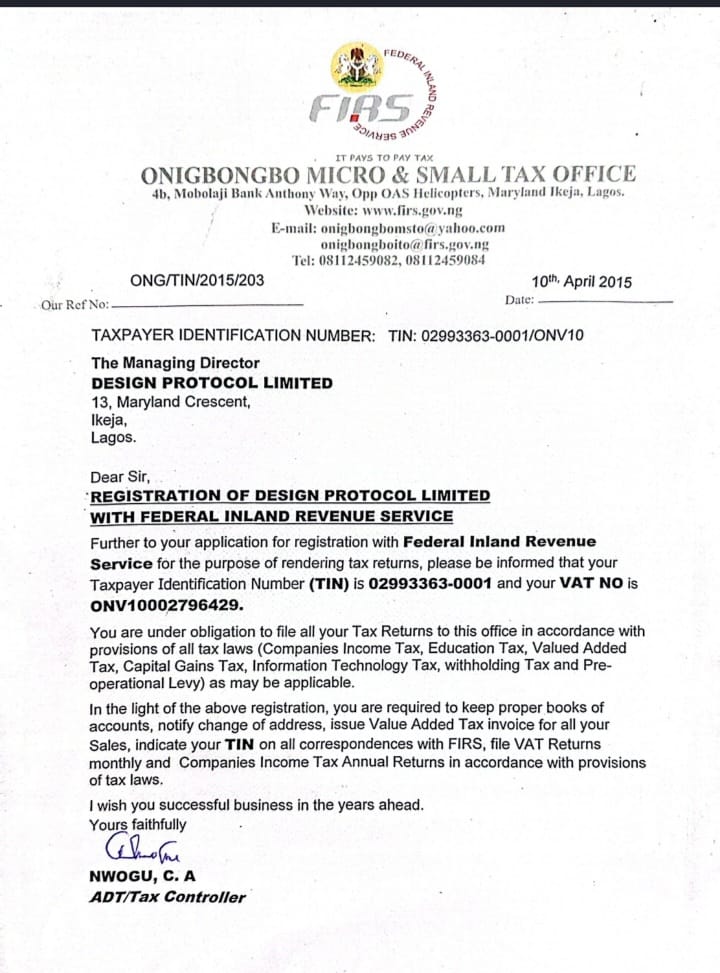 FEDERAL INLAND REVENUE SERVICE
FIRS
IT PAYS TO PAY TAX
ONIGBONGBO MICRO & SMALL TAX OFFICE
4b, Mobolaji Bank Anthony Way, Opp OAS Helicopters, Maryland Ikeja, Lagos.
Website: www.firs.gov.ng
E-mail: onigbongbomsto@yahoo.com
onigbongboito@firs.gov.ng
Tel: 08112459082, 08112459084
ONG/TIN/2015/203 10th. April 2015
Our Ref No: Date:
TAXPAYER IDENTIFICATION NUMBER: TIN: 02993363-0001/ONV10
The Managing Director
DESIGN PROTOCOL LIMITED
13, Maryland Crescent,
Ikeja,
Lagos.
Dear Sir,
REGISTRATION OF DESIGN PROTOCOL LIMITED
WITH FEDERAL INLAND REVENUE SERVICE
Further to your application for registration with Federal Inland Revenue
Service for the purpose of rendering tax returns, please be informed that your
Taxpayer Identification Number (TIN) is 02993363-0001 and your VAT NO is
ONV10002796429.
You are under obligation to file all your Tax Returns to this office in accordance with
provisions of all tax laws (Companies Income Tax, Education Tax, Valued Added
Tax, Capital Gains Tax, Information Technology Tax, withholding Tax and Pre-
operational Levy) as may be applicable.
In the light of the above registration, you are required to keep proper books of
accounts, notify change of address, issue Value Added Tax invoice for all your
Sales, indicate your TIN on all correspondences with FIRS, file VAT Returns
monthly and Companies Income Tax Annual Returns in accordance with provisions
of tax laws.
I wish you successful business in the years ahead.
Yours faithfully
NWOGU, C. A
ADT/Tax Controller